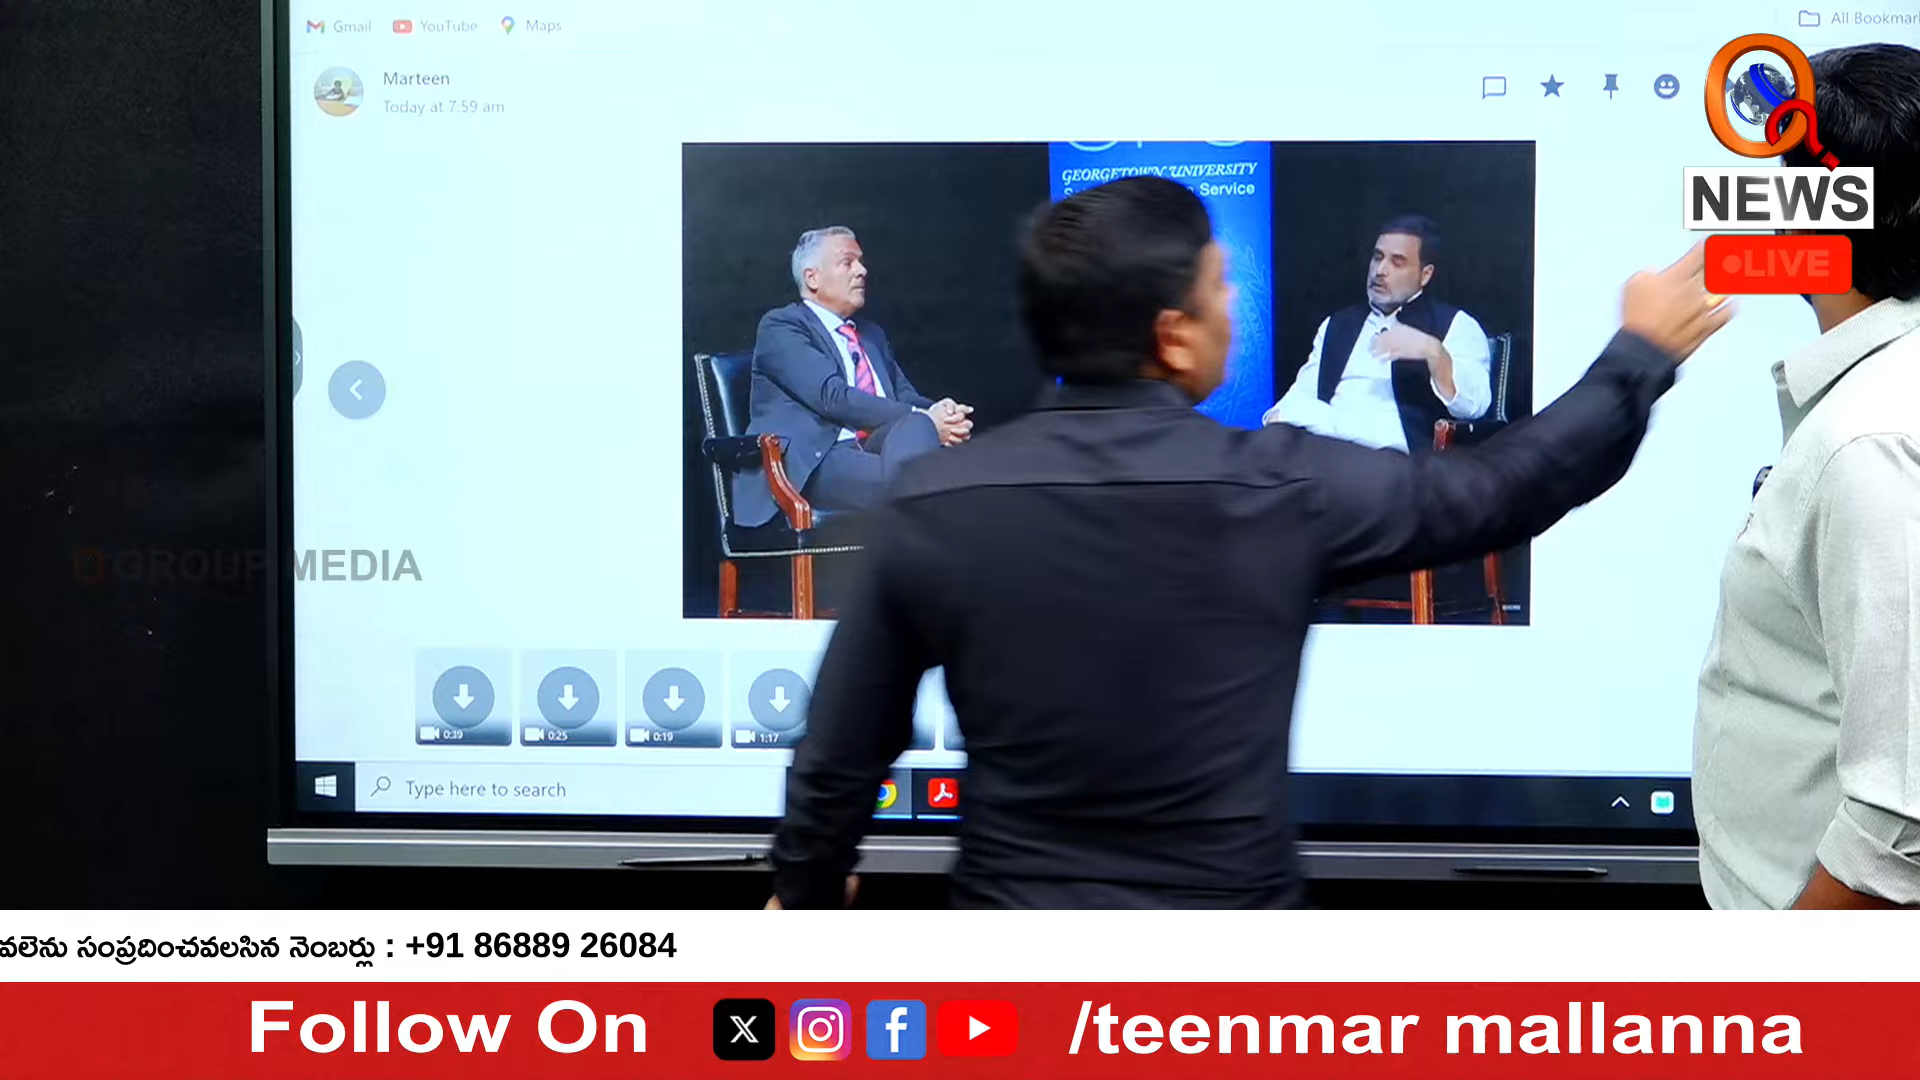 Gmail YouTube Maps
All Bookmar
Marteen
Today at 7:59 am
GEORGETOWN UNIVERSITY
Service
NEWS
LIVE
GROUP MEDIA
0:39 0:25 0:19 1:17
Type here to search
వలెను సంప్రదించవలసిన నెంబర్లు : +91 86889 26084
Follow On /teenmar mallanna